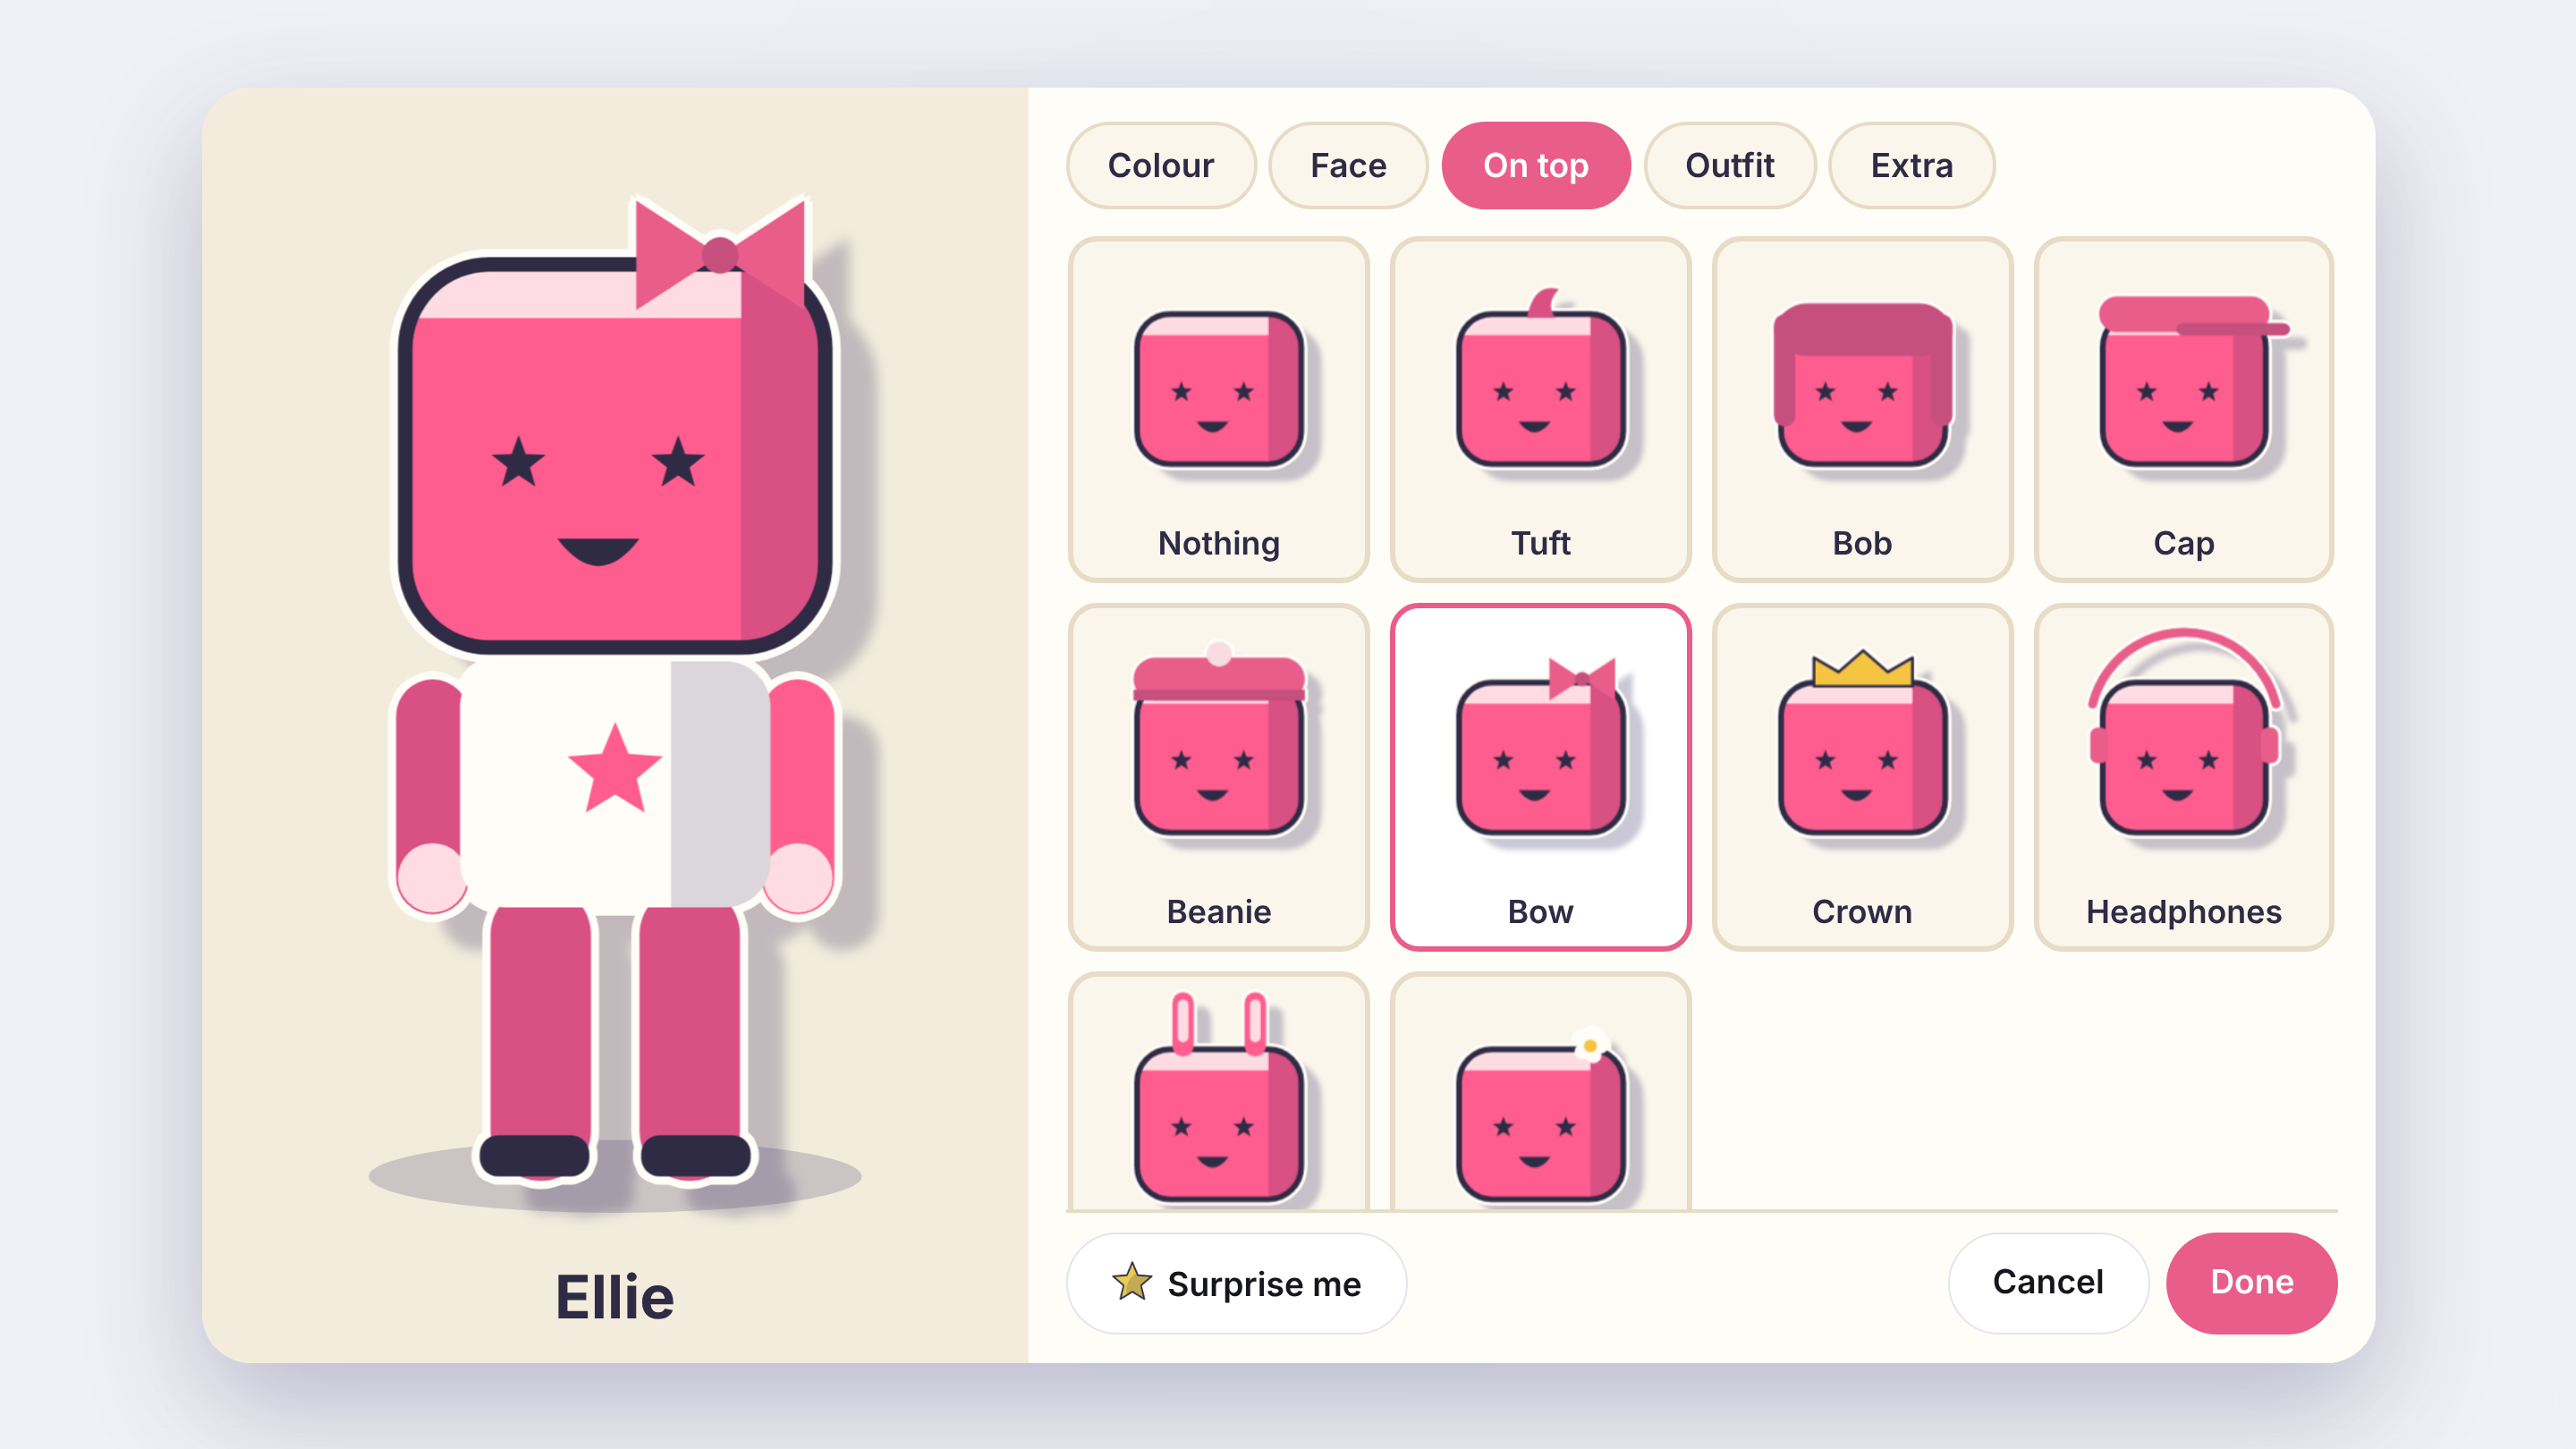 Colour
Face
On top
Outfit
Extra
Nothing
Tuft
Bob
Cap
Beanie
Bow
Crown
Headphones
Ellie
Surprise me
Cancel
Done